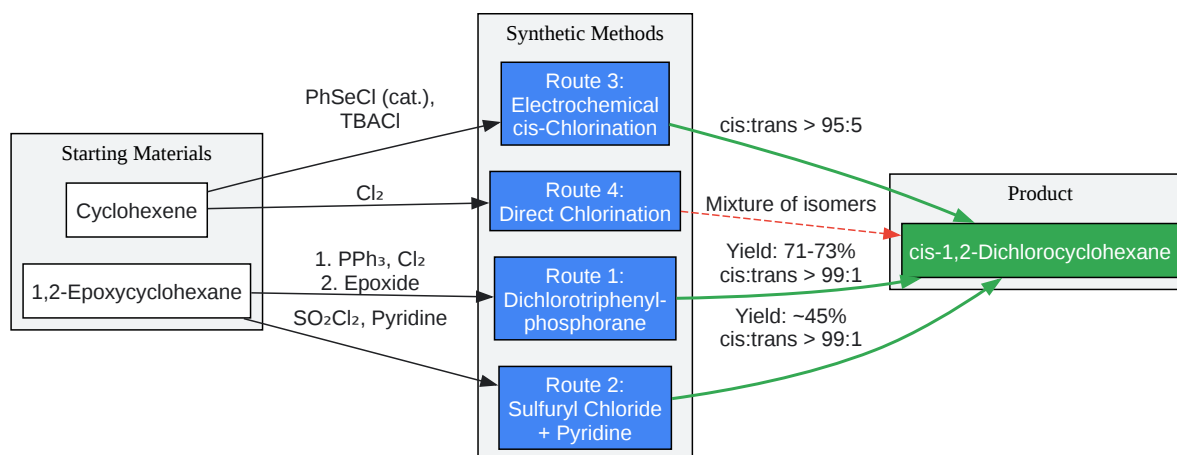 Starting Materials
Cyclohexene
1,2-Epoxycyclohexane
PhSeCl (cat.),
TBACl
Cl₂
1. PPh₃, Cl₂
2. Epoxide
SO₂Cl₂, Pyridine
Synthetic Methods
Route 3:
Electrochemical
cis-Chlorination
Route 4:
Direct Chlorination
Route 1:
Dichlorotriphenyl-
phosphorane
Route 2:
Sulfuryl Chloride
+ Pyridine
cis:trans > 95:5
Mixture of isomers
Yield: 71-73%
cis:trans > 99:1
Yield: ~45%
cis:trans > 99:1
Product
cis-1,2-Dichlorocyclohexane